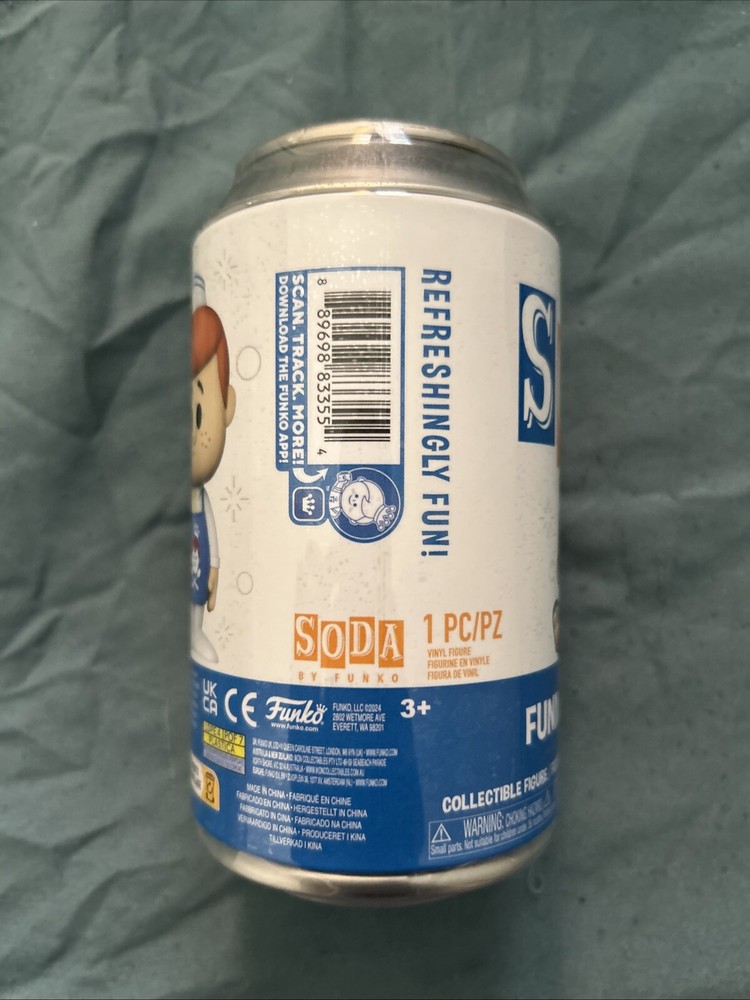 REFRESHINGLY FUN!
8 89698 83355 4
SCAN. TRACK. MORE!
DOWNLOAD THE FUNKO APP!
S
SODA
BY FUNKO
1 PC/PZ
VINYL FIGURE
FIGURINE EN VINYLE
FIGURA DE VINIL
UK
CA
CE
Funko
www.funko.com
FUNKO, LLC ©2024
2802 WETMORE AVE
EVERETT, WA 98201
3+
FUN
MADE IN CHINA • FABRIQUÉ EN CHINE
FABRICADO EN CHINA • HERGESTELLT IN CHINA
FABBRICATO IN CINA • FABRICADO NA CHINA
VERVAARDIGD IN CHINA • PRODUCERET I KINA
TILLVERKAD I KINA
COLLECTIBLE FIGURE
WARNING: CHOKING HAZARD
Small parts. Not suitable for children under